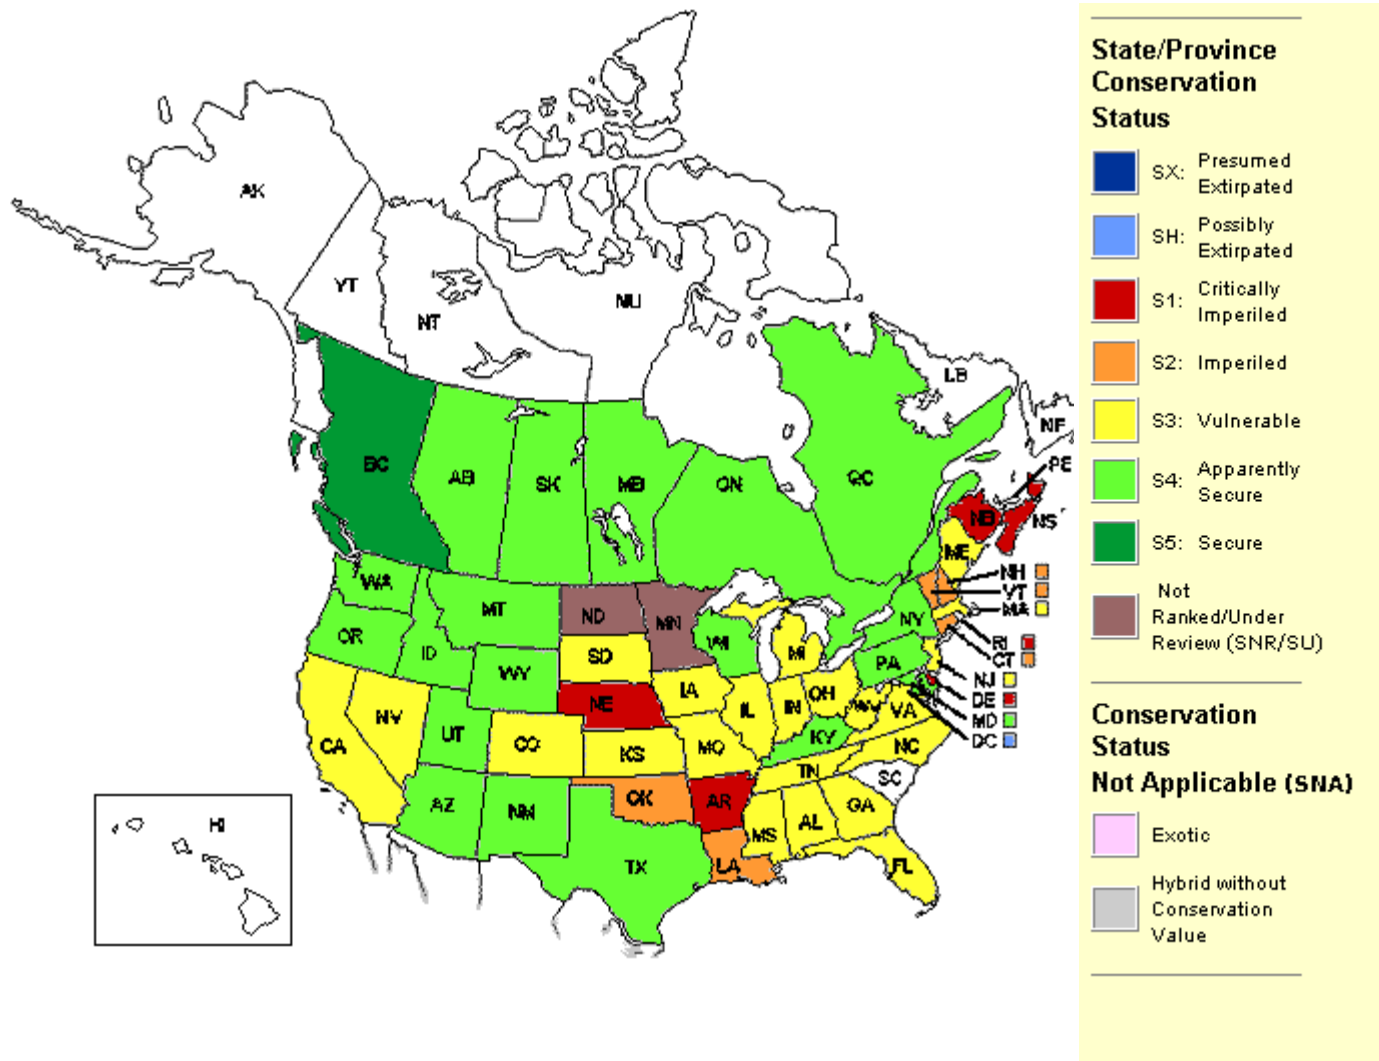 AK
YT
NT
NU
LB
NF
PE
BC
AB
SK
MB
ON
QC
NB
NS
ME
NH
VT
MA
WA
MT
ND
MN
WI
MI
NY
RI
CT
OR
ID
WY
SD
IA
PA
NJ
DE
MD
DC
NE
IL
IN
OH
WV
VA
CA
NV
UT
CO
KS
MO
KY
NC
TN
SC
AZ
NM
OK
AR
MS
AL
GA
TX
LA
FL
HI
State/Province
Conservation
Status
SX: Presumed
Extirpated
SH: Possibly
Extirpated
S1: Critically
Imperiled
S2: Imperiled
S3: Vulnerable
S4: Apparently
Secure
S5: Secure
Not
Ranked/Under
Review (SNR/SU)
Conservation
Status
Not Applicable (SNA)
Exotic
Hybrid without
Conservation
Value